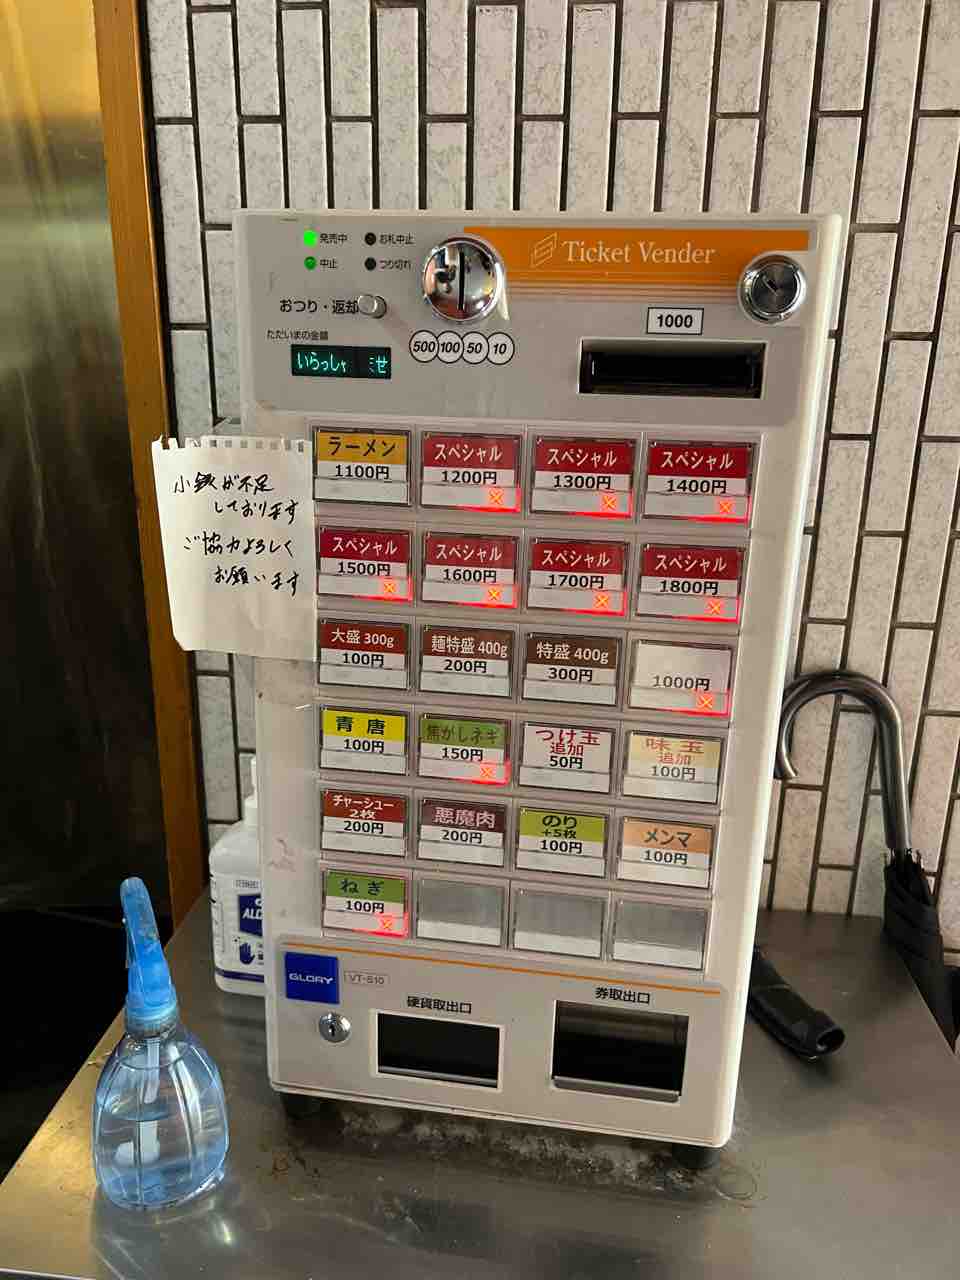 発売中 お札中止
中止 つり切れ
おつり・返却
ただいまの金額
いらっしゃ ませ
500 100 50 10
Ticket Vender
1000
小銭が不足
しております
ご協力よろしく
お願います
ラーメン
1100円
スペシャル
1200円
スペシャル
1300円
スペシャル
1400円
スペシャル
1500円
スペシャル
1600円
スペシャル
1700円
スペシャル
1800円
大盛 300g
100円
麺特盛 400g
200円
特盛 400g
300円
1000円
青唐
100円
焦がしネギ
150円
つけ玉
追加
50円
味玉
追加
100円
チャーシュー
2枚
200円
悪魔肉
200円
のり
+5枚
100円
メンマ
100円
ねぎ
100円
GLORY
VT-S10
硬貨取出口
券取出口